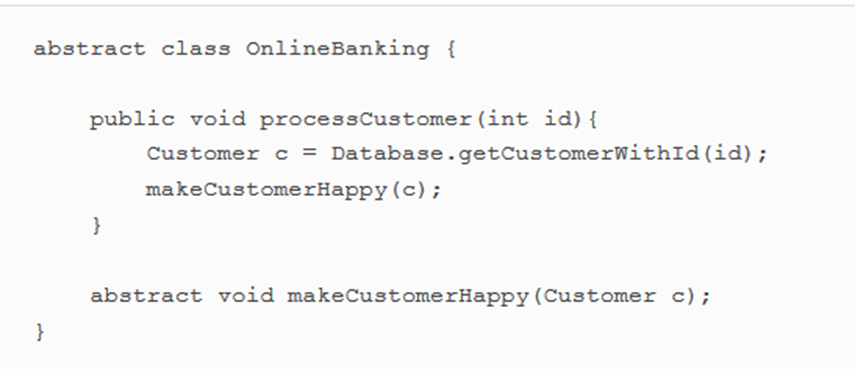 abstract class OnlineBanking {
public void processCustomer(int id){
Customer c = Database.getCustomerWithId(id);
makeCustomerHappy(c);
}
abstract void makeCustomerHappy(Customer c);
}